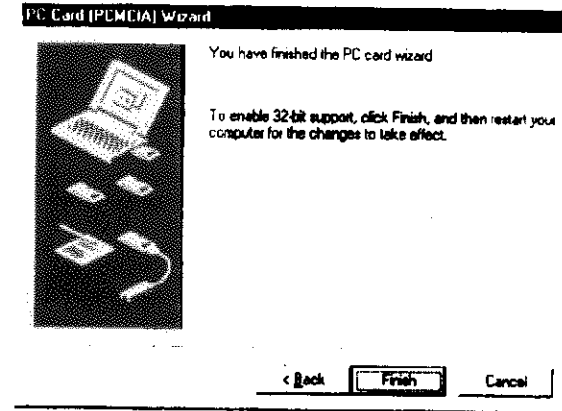 PC Card (PCMCIA) Wizard
You have finished the PC card wizard
To enable 32-bit support, click Finish, and then restart your
computer for the changes to take effect.
< Back
Finish
Cancel